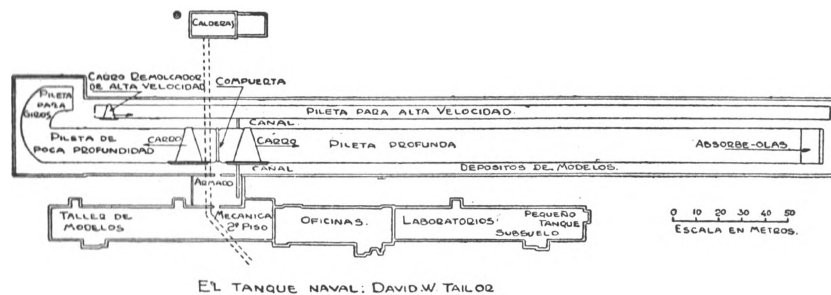 CALDERAS
CARRO REMOLCADOR
DE ALTA VELOCIDAD
COMPUERTA
PILETA
PARA
GIROS
PILETA PARA ALTA VELOCIDAD.
CANAL
PILETA DE
POCA PROFUNDIDAD
CARRO
CARRO
PILETA PROFUNDA
ABSORBE-OLAS
CANAL
DEPOSITOS DE MODELOS.
ARMADO
TALLER DE
MODELOS
MECANICA
2º PISO
OFICINAS.
LABORATORIOS:
PEQUEÑO
TANQUE
SUBSUELO
0 10 20 30 40 50
ESCALA EN METROS.
EL TANQUE NAVAL: DAVID.W. TAILOR